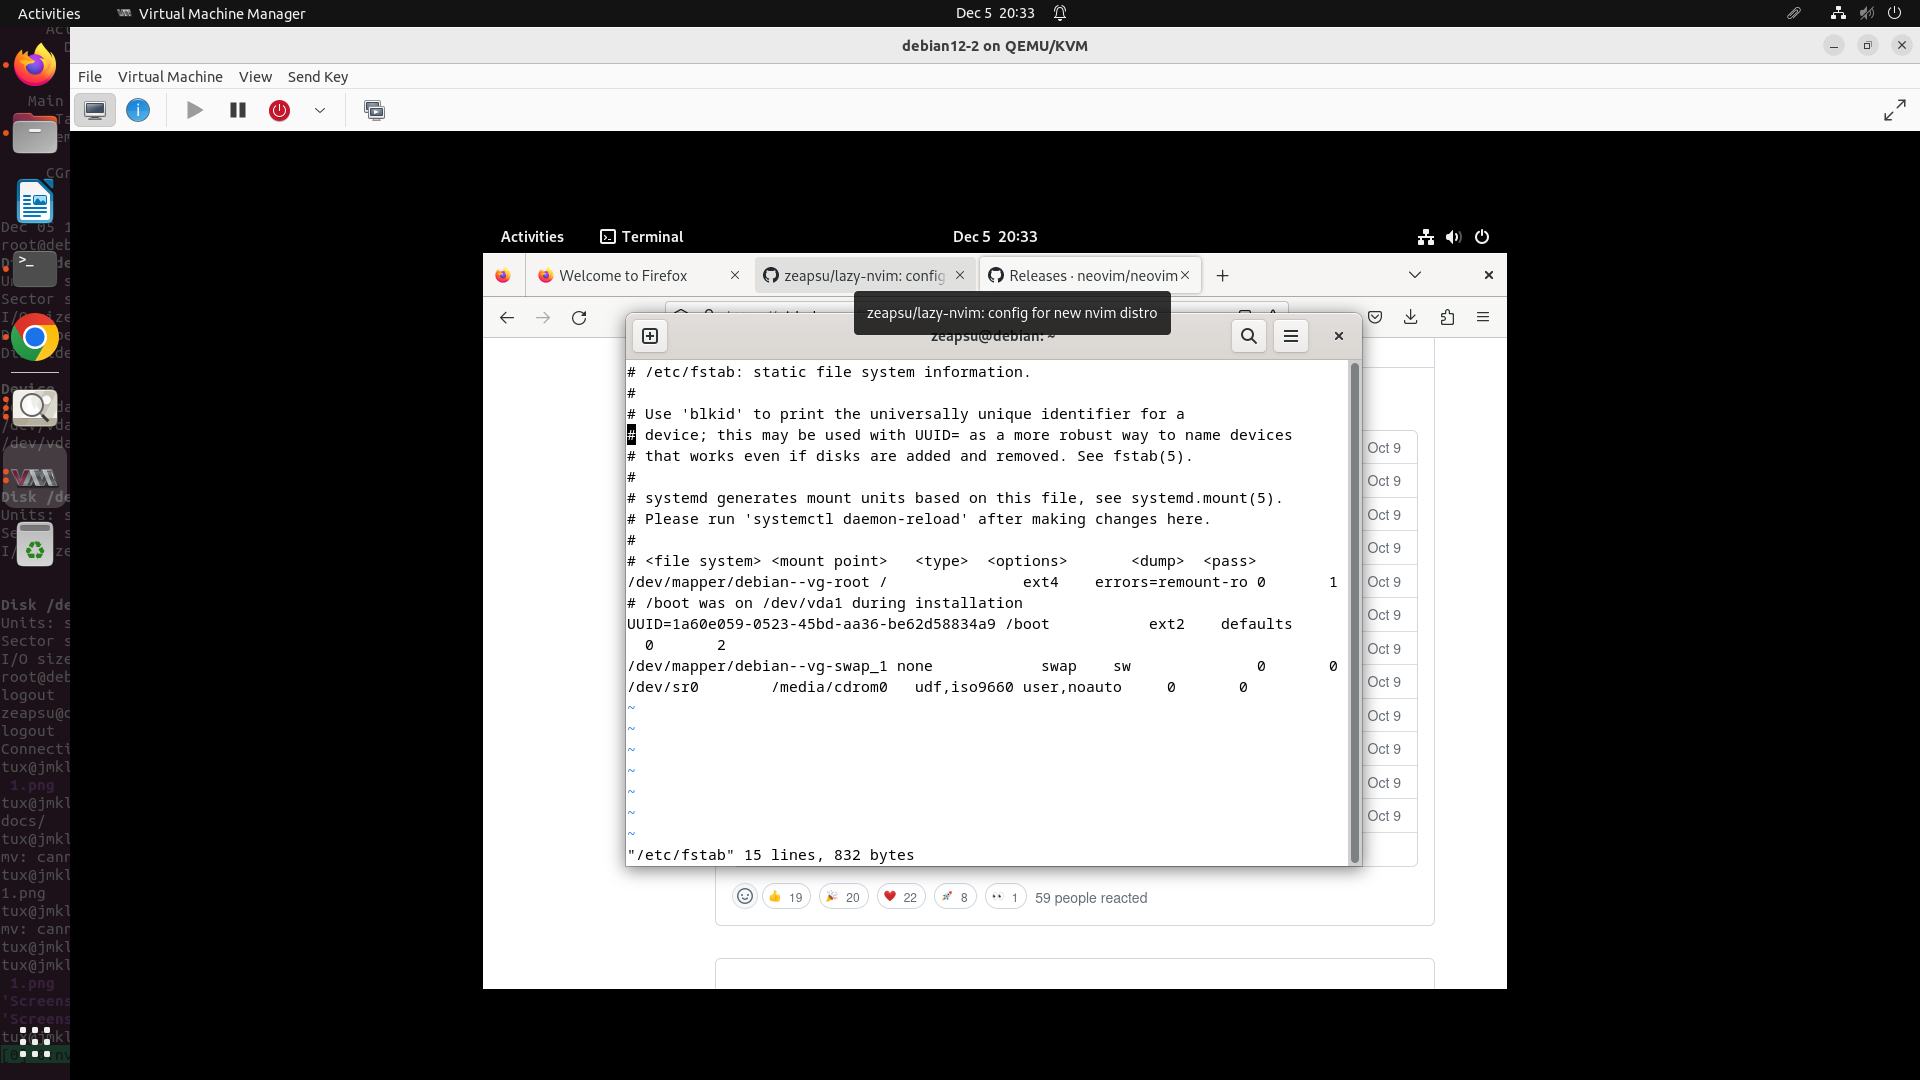 Activities
Virtual Machine Manager
Dec 5 20:33
debian12-2 on QEMU/KVM
File Virtual Machine View Send Key
Activities
Terminal
Dec 5 20:33
Welcome to Firefox
zeapsu/lazy-nvim: config
Releases · neovim/neovim
zeapsu/lazy-nvim: config for new nvim distro
zeapsu@debian: ~
# /etc/fstab: static file system information.
#
# Use 'blkid' to print the universally unique identifier for a
# device; this may be used with UUID= as a more robust way to name devices
# that works even if disks are added and removed. See fstab(5).
#
# systemd generates mount units based on this file, see systemd.mount(5).
# Please run 'systemctl daemon-reload' after making changes here.
#
# <file system> <mount point>   <type>  <options>       <dump>  <pass>
/dev/mapper/debian--vg-root /               ext4    errors=remount-ro 0       1
# /boot was on /dev/vda1 during installation
UUID=1a60e059-0523-45bd-aa36-be62d58834a9 /boot           ext2    defaults
  0       2
/dev/mapper/debian--vg-swap_1 none            swap    sw              0       0
/dev/sr0        /media/cdrom0   udf,iso9660 user,noauto     0       0
~
~
~
~
~
~
~
"/etc/fstab" 15 lines, 832 bytes
Oct 9
Oct 9
Oct 9
Oct 9
Oct 9
Oct 9
Oct 9
Oct 9
Oct 9
Oct 9
Oct 9
Oct 9
19
20
22
8
1
59 people reacted
Main
Dec 05 1
root@deb
Sector s
Disk /de
Units: s
Disk /de
Units: s
Sector s
I/O size
root@deb
logout
logout
Connecti
tux@jmkl
1.png
tux@jmkl
docs/
tux@jmkl
mv: cann
tux@jmkl
1.png
tux@jmkl
mv: cann
tux@jmkl
tux@jmkl
1.png
'Screens
'Screens